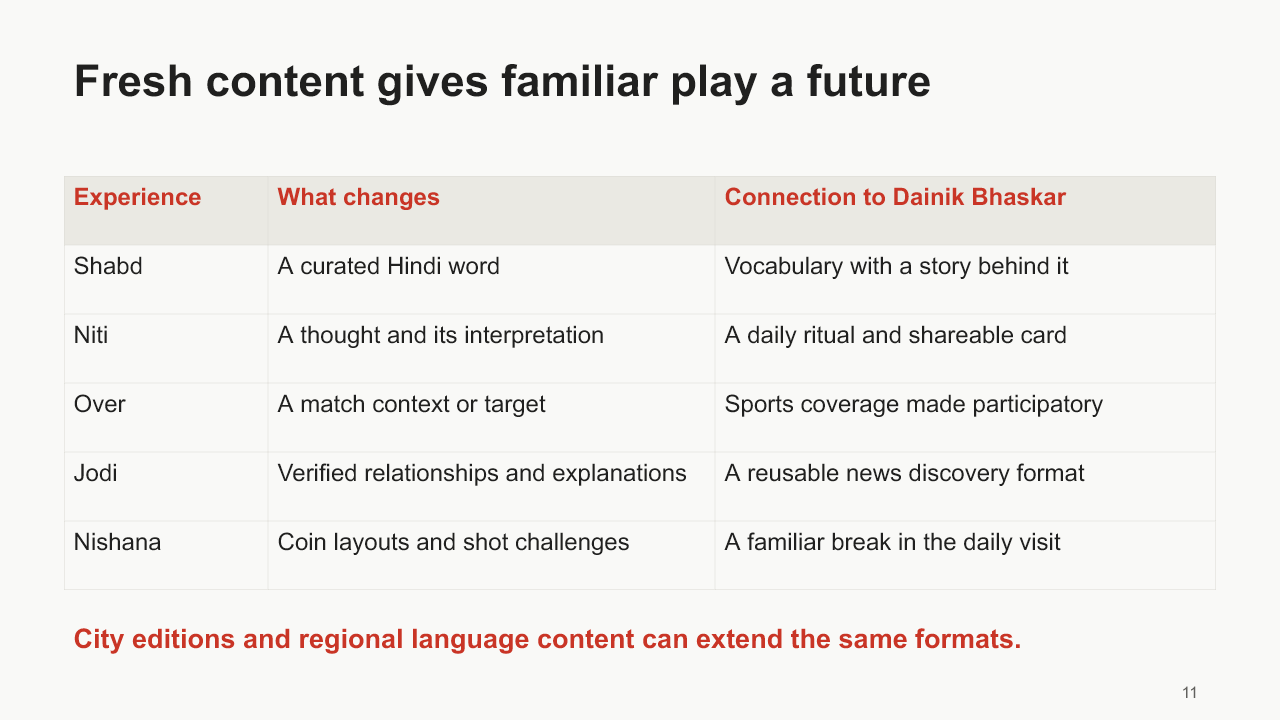 Fresh content gives familiar play a future
Experience What changes Connection to Dainik Bhaskar
Shabd A curated Hindi word Vocabulary with a story behind it
Niti A thought and its interpretation A daily ritual and shareable card
Over A match context or target Sports coverage made participatory
Jodi Verified relationships and explanations A reusable news discovery format
Nishana Coin layouts and shot challenges A familiar break in the daily visit
City editions and regional language content can extend the same formats.
11